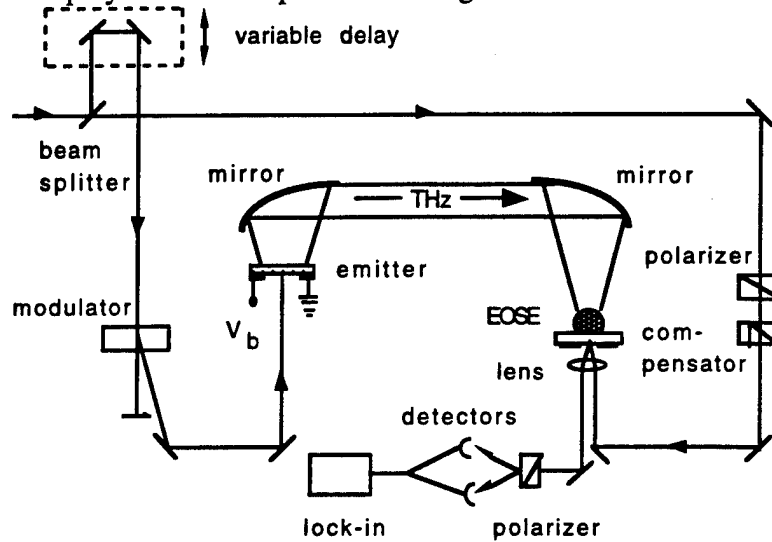 variable delay
beam
splitter
mirror
THz
mirror
emitter
polarizer
modulator
V b
EOSE
com-
pensator
lens
detectors
lock-in
polarizer